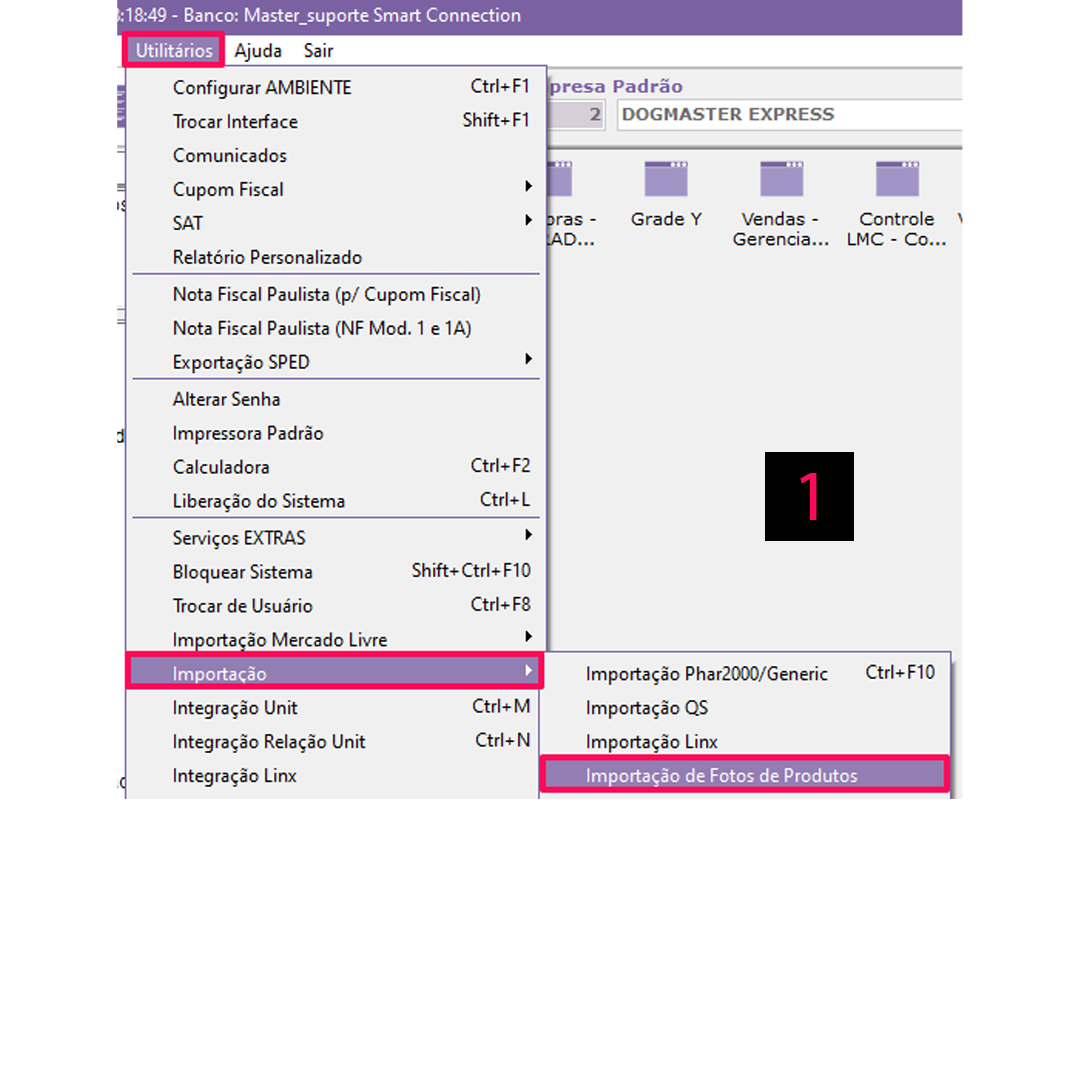 :18:49 - Banco: Master_suporte Smart Connection
Utilitários Ajuda Sair
Configurar AMBIENTE Ctrl+F1
Trocar Interface Shift+F1
Comunicados
Cupom Fiscal
SAT
Relatório Personalizado
Nota Fiscal Paulista (p/ Cupom Fiscal)
Nota Fiscal Paulista (NF Mod. 1 e 1A)
Exportação SPED
Alterar Senha
Impressora Padrão
Calculadora Ctrl+F2
Liberação do Sistema Ctrl+L
Serviços EXTRAS
Bloquear Sistema Shift+Ctrl+F10
Trocar de Usuário Ctrl+F8
Importação Mercado Livre
Importação
Integração Unit Ctrl+M
Integração Relação Unit Ctrl+N
Integração Linx
presa Padrão
2 DOGMASTER EXPRESS
oras -
AD...
Grade Y
Vendas -
Gerencia...
Controle
LMC - Co...
1
Importação Phar2000/Generic Ctrl+F10
Importação QS
Importação Linx
Importação de Fotos de Produtos